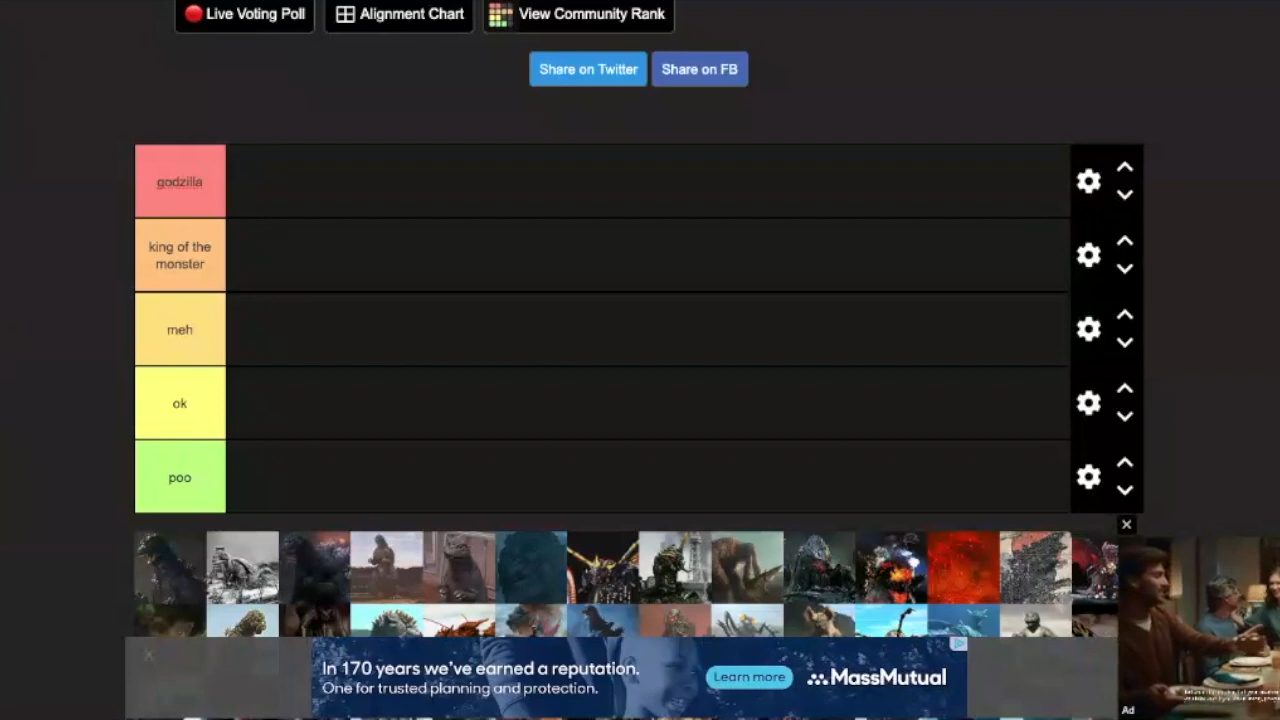 Live Voting Poll
Alignment Chart
View Community Rank
Share on Twitter
Share on FB
godzilla
king of the
monster
meh
ok
poo
In 170 years we've earned a reputation.
One for trusted planning and protection.
Learn more
MassMutual
Ad